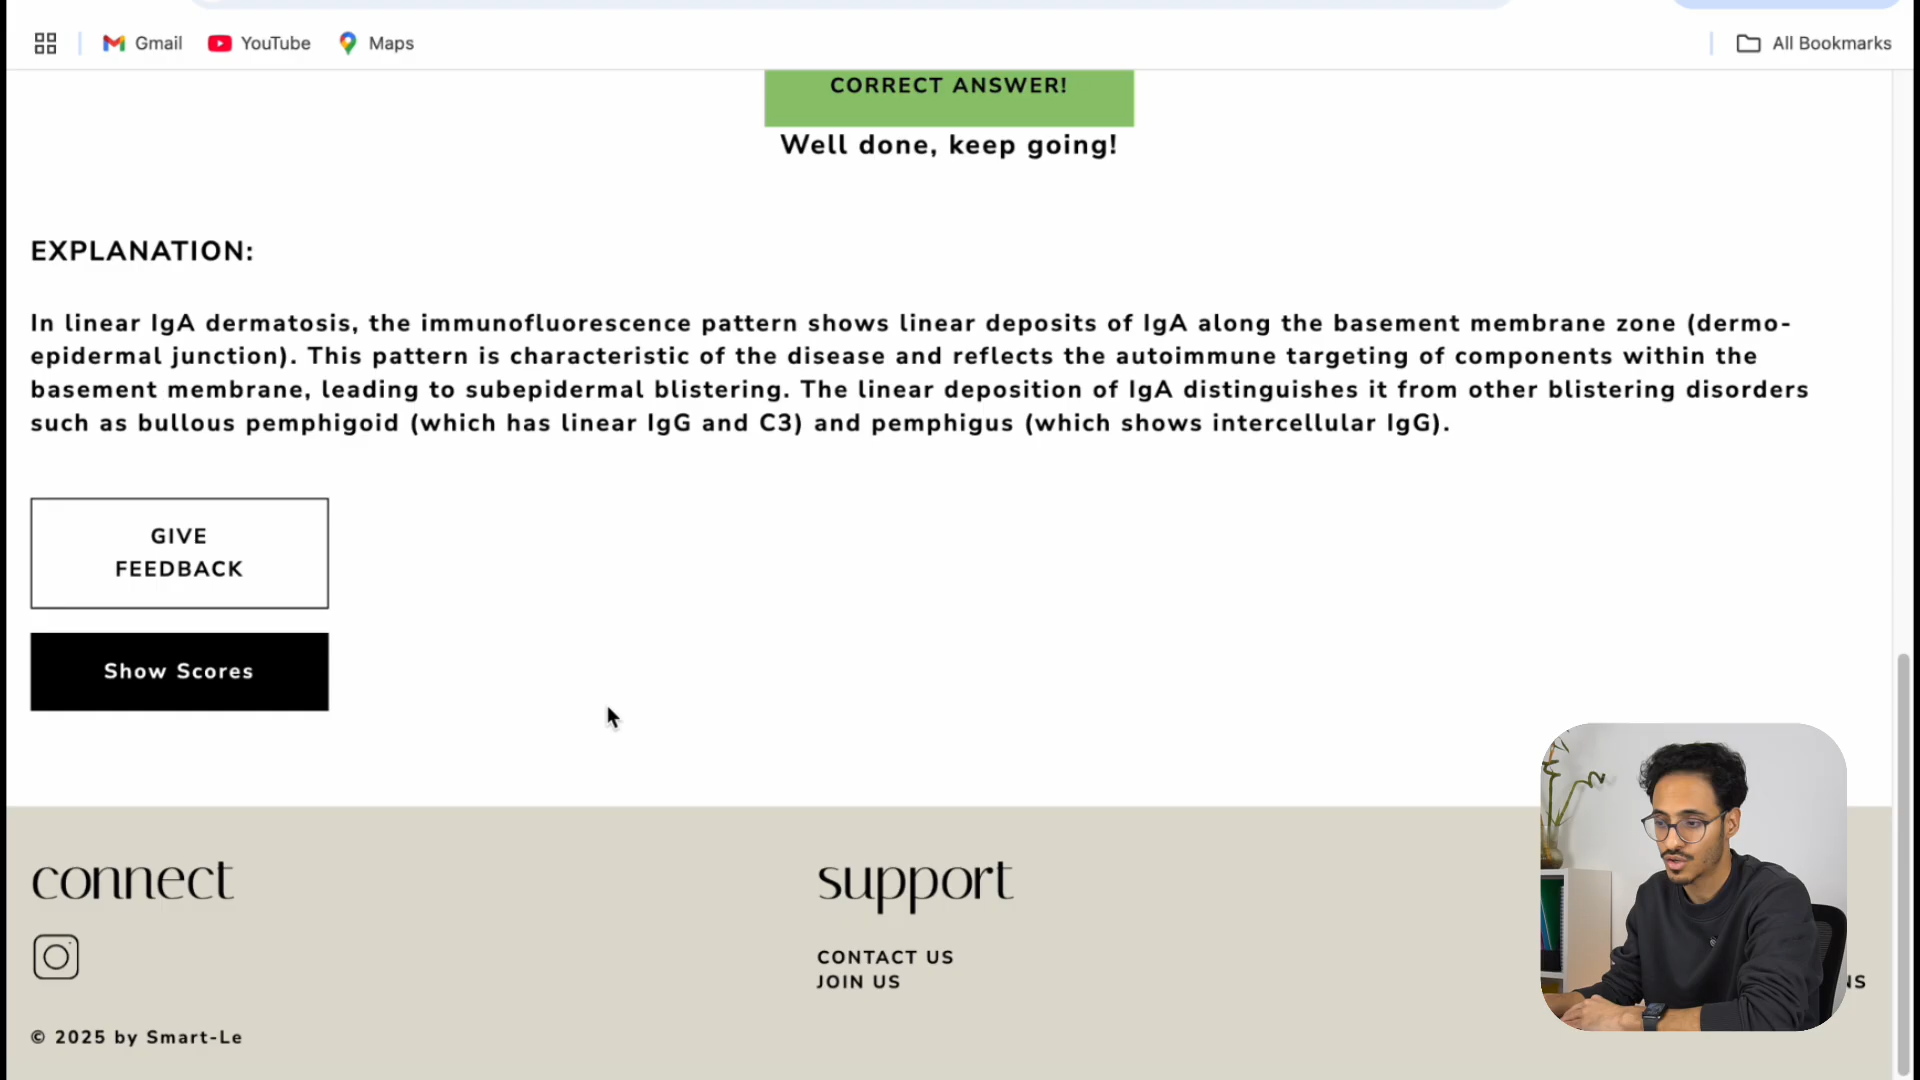 Gmail YouTube Maps All Bookmarks
CORRECT ANSWER!
Well done, keep going!
EXPLANATION:
In linear IgA dermatosis, the immunofluorescence pattern shows linear deposits of IgA along the basement membrane zone (dermo-
epidermal junction). This pattern is characteristic of the disease and reflects the autoimmune targeting of components within the
basement membrane, leading to subepidermal blistering. The linear deposition of IgA distinguishes it from other blistering disorders
such as bullous pemphigoid (which has linear IgG and C3) and pemphigus (which shows intercellular IgG).
GIVE
FEEDBACK
Show Scores
connect
support
CONTACT US
JOIN US
© 2025 by Smart-Le